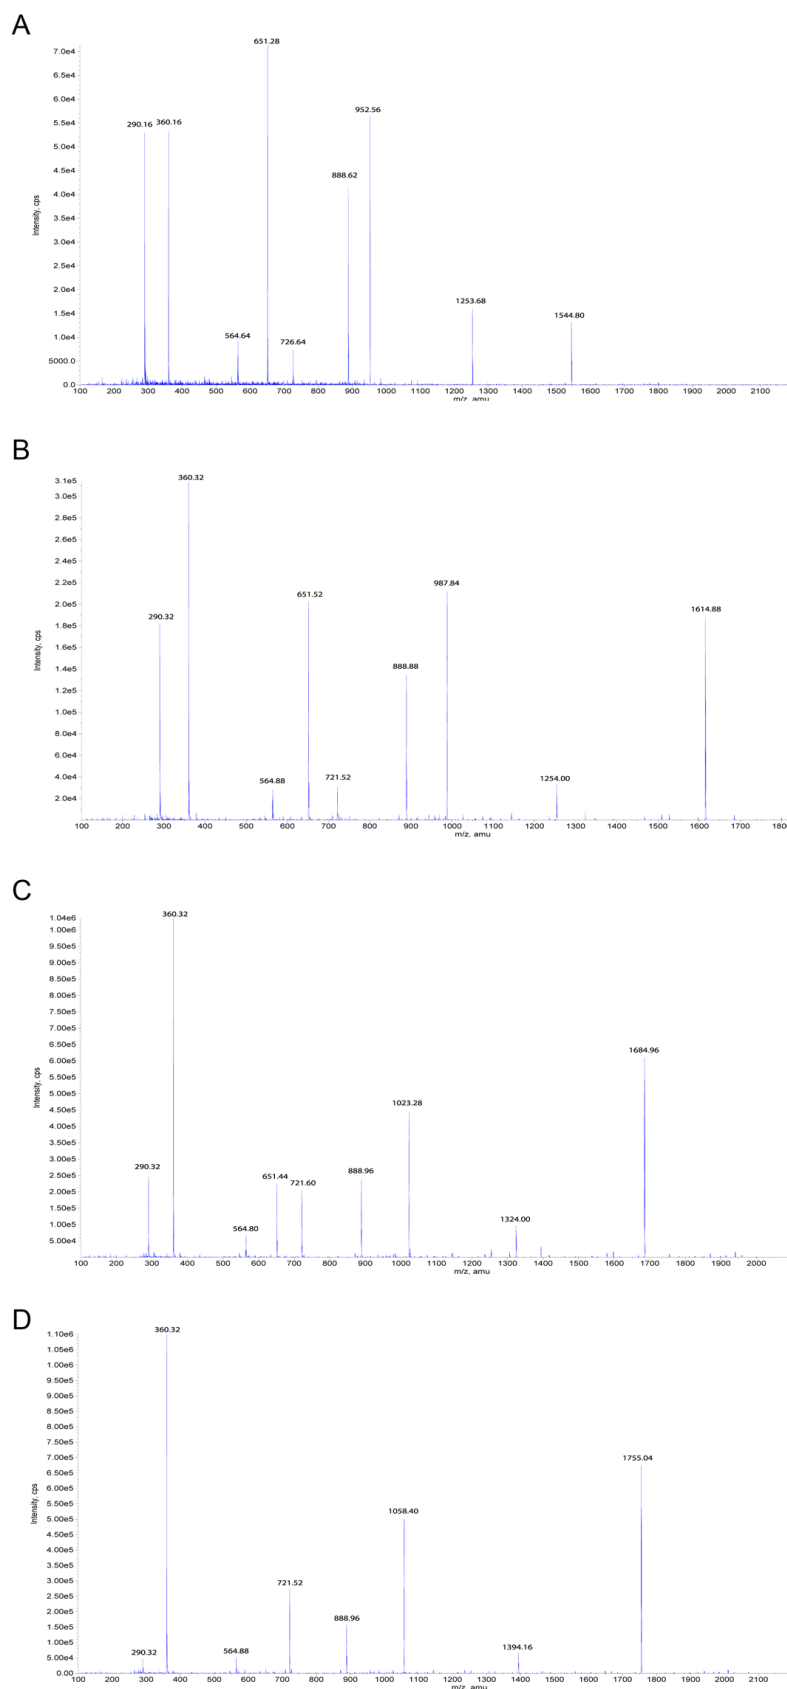 A
651.28
7.0e4
6.5e4
6.0e4
952.56
5.5e4
290.16 360.16
5.0e4
4.5e4
888.62
4.0e4
3.5e4
Intensity, cps
3.0e4
2.5e4
2.0e4
1253.68
1.5e4
1544.80
564.64
1.0e4
726.64
5000.0
0.0
100 200 300 400 500 600 700 800 900 1000 1100 1200 1300 1400 1500 1600 1700 1800 1900 2000 2100
m/z, amu
B
360.32
3.1e5
3.0e5
2.8e5
2.6e5
2.4e5
2.2e5
987.84
651.52
2.0e5
1614.88
290.32
1.8e5
1.6e5
Intensity, cps
1.4e5
888.88
1.2e5
1.0e5
8.0e4
6.0e4
4.0e4
564.88
721.52
1254.00
2.0e4
100 200 300 400 500 600 700 800 900 1000 1100 1200 1300 1400 1500 1600 1700
m/z, amu
C
360.32
1.04e6
1.00e6
9.50e5
9.00e5
8.50e5
8.00e5
7.50e5
7.00e5
6.50e5
1684.96
6.00e5
5.50e5
Intensity, cps
5.00e5
4.50e5
1023.28
4.00e5
3.50e5
3.00e5
290.32
2.50e5
651.44
721.60
888.96
2.00e5
1.50e5
1324.00
1.00e5
564.80
5.00e4
100 200 300 400 500 600 700 800 900 1000 1100 1200 1300 1400 1500 1600 1700 1800 1900 2000
m/z, amu
D
360.32
1.10e6
1.05e6
1.00e6
9.50e5
9.00e5
8.50e5
8.00e5
7.50e5
7.00e5
1755.04
6.50e5
6.00e5
5.50e5
Intensity, cps
1058.40
5.00e5
4.50e5
4.00e5
3.50e5
3.00e5
721.52
2.50e5
2.00e5
888.96
1.50e5
1.00e5
290.32
564.88
1394.16
5.00e4
0.00
100 200 300 400 500 600 700 800 900 1000 1100 1200 1300 1400 1500 1600 1700 1800 1900 2000 2100
m/z, amu